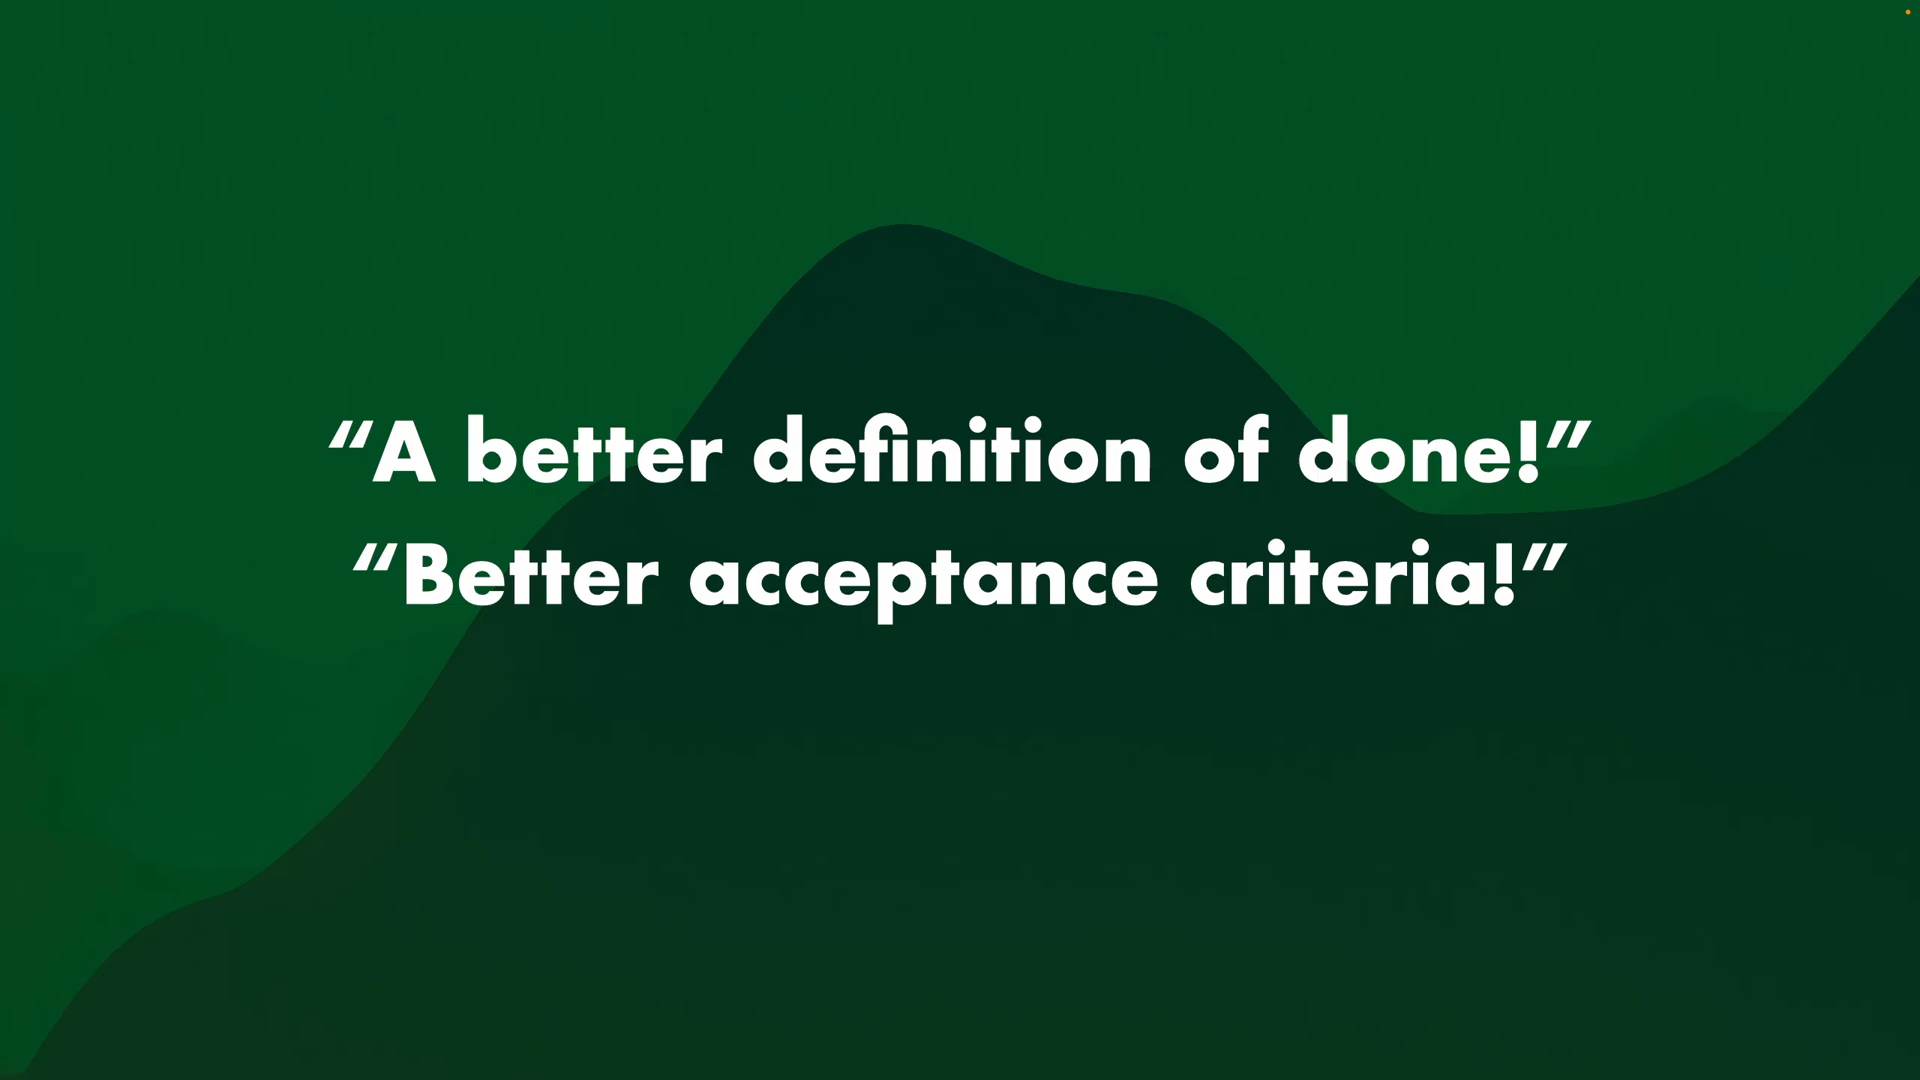 “A better definition of done!”
“Better acceptance criteria!”